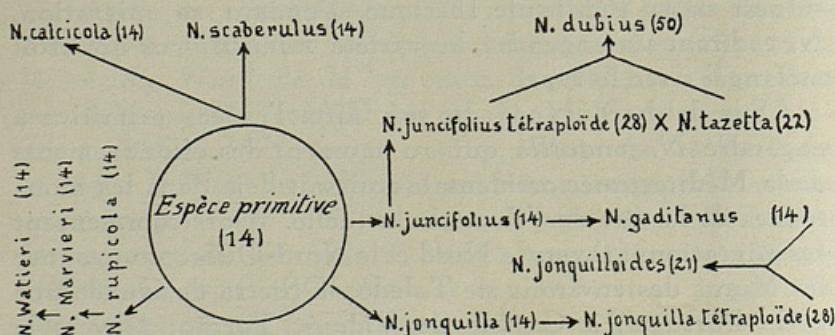 N. calcicola (14)
N. scaberulus (14)
N. dubius (50)
N. juncifolius tétraploïde (28) X N. tazetta (22)
Espèce primitive
(14)
N. juncifolius (14)
N. gaditanus (14)
N. jonquilloides (21)
N. jonquilla (14)
N. jonquilla tétraploïde (28)
N. Watieri (14)
N. Marvieri (14)
N. rupicola (14)